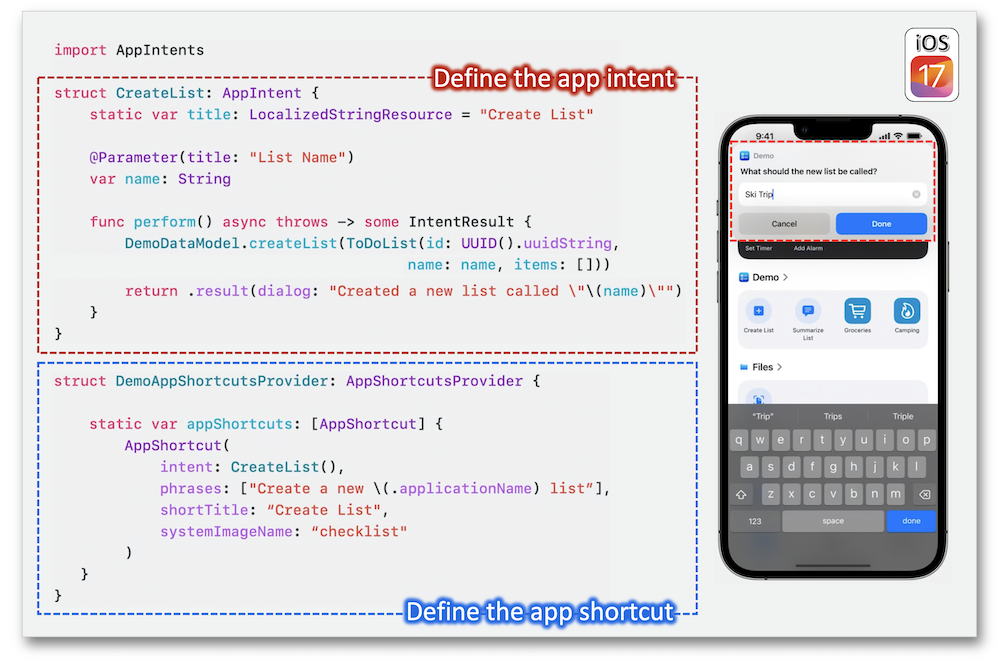 import AppIntents
Define the app intent
struct CreateList: AppIntent {
static var title: LocalizedStringResource = "Create List"
@Parameter(title: "List Name")
var name: String
func perform() async throws -> some IntentResult {
DemoDataModel.createList(ToDoList(id: UUID().uuidString,
name: name, items: []))
return .result(dialog: "Created a new list called \"\(name)\"")
}
}
struct DemoAppShortcutsProvider: AppShortcutsProvider {
static var appShortcuts: [AppShortcut] {
AppShortcut(
intent: CreateList(),
phrases: ["Create a new \(.applicationName) list”],
shortTitle: “Create List",
systemImageName: “checklist"
)
}
}
Define the app shortcut
iOS
17
9:41
Demo
What should the new list be called?
Ski Trip
Cancel
Done
Set Timer
Add Alarm
Demo >
Create List
Summarize
List
Groceries
Camping
Files >
“Trip”
Trips
Triple
q w e r t y u i o p
a s d f g h j k l
z x c v b n m
123
space
done